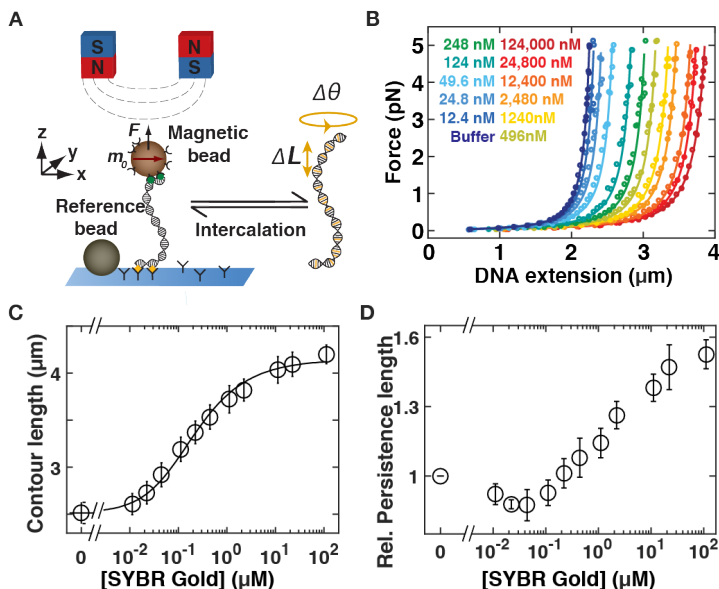 A
S
N
N
S
F
Magnetic
bead
m0
z
y
x
Reference
bead
Δθ
ΔL
Intercalation
B
248 nM 124,000 nM
124 nM 24,800 nM
49.6 nM 12,400 nM
24.8 nM 2,480 nM
12.4 nM 1240nM
Buffer 496nM
Force (pN)
5
4
3
2
1
0
0 1 2 3 4
DNA extension (μm)
C
Contour length (μm)
4
3
0 10-2 10-1 100 101 102
[SYBR Gold] (μM)
D
Rel. Persistence length
1.6
1.3
1
0 10-2 10-1 100 101 102
[SYBR Gold] (μM)